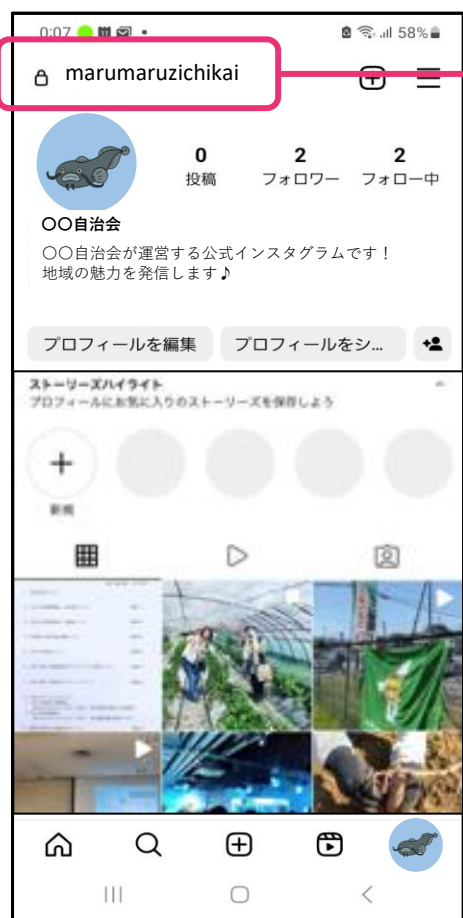 0:07
58%
marumaruzichikai
0 2 2
投稿 フォロワー フォロー中
〇〇自治会
〇〇自治会が運営する公式インスタグラムです！
地域の魅力を発信します♪
プロフィールを編集 プロフィールをシ...
ストーリーズハイライト
プロフィールにお気に入りのストーリーズを保存しよう
新規